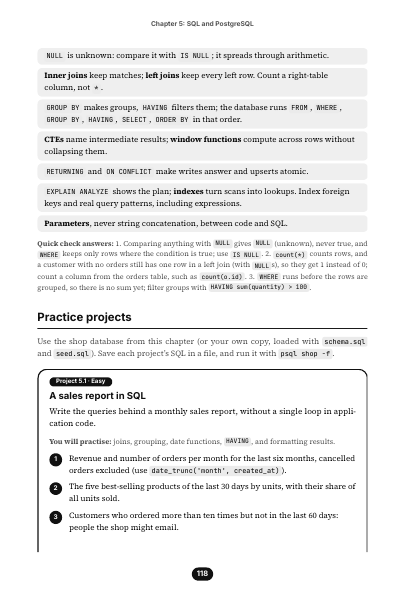 Chapter 5: SQL and PostgreSQL
NULL is unknown: compare it with IS NULL; it spreads through arithmetic.
Inner joins keep matches; left joins keep every left row. Count a right-table
column, not *.
GROUP BY makes groups, HAVING filters them; the database runs FROM, WHERE,
GROUP BY, HAVING, SELECT, ORDER BY in that order.
CTEs name intermediate results; window functions compute across rows without
collapsing them.
RETURNING and ON CONFLICT make writes answer and upserts atomic.
EXPLAIN ANALYZE shows the plan; indexes turn scans into lookups. Index foreign
keys and real query patterns, including expressions.
Parameters, never string concatenation, between code and SQL.
Quick check answers: 1. Comparing anything with NULL gives NULL (unknown), never true, and
WHERE keeps only rows where the condition is true; use IS NULL. 2. count(*) counts rows, and
a customer with no orders still has one row in a left join (with NULLs), so they get 1 instead of 0;
count a column from the orders table, such as count(o.id). 3. WHERE runs before the rows are
grouped, so there is no sum yet; filter groups with HAVING sum(quantity) > 100.
Practice projects
Use the shop database from this chapter (or your own copy, loaded with schema.sql
and seed.sql). Save each project's SQL in a file, and run it with psql shop -f.
Project 5.1 · Easy
A sales report in SQL
Write the queries behind a monthly sales report, without a single loop in appli-
cation code.
You will practise: joins, grouping, date functions, HAVING, and formatting results.
1 Revenue and number of orders per month for the last six months, cancelled
orders excluded (use date_trunc('month', created_at)).
2 The five best-selling products of the last 30 days by units, with their share of
all units sold.
3 Customers who ordered more than ten times but not in the last 60 days:
people the shop might email.
118